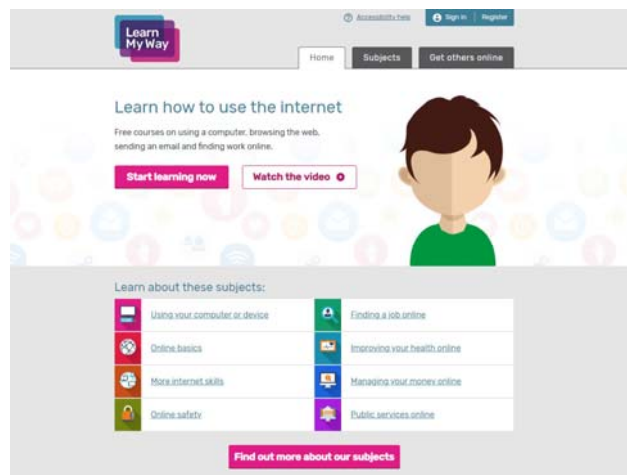 Learn
My Way
Accessibility help
Sign in
Register
Home
Subjects
Get others online
Learn how to use the internet
Free courses on using a computer, browsing the web,
sending an email and finding work online.
Start learning now
Watch the video
Learn about these subjects:
Using your computer or device
Finding a job online
Online basics
Improving your health online
More internet skills
Managing your money online
Online safety
Public services online
Find out more about our subjects